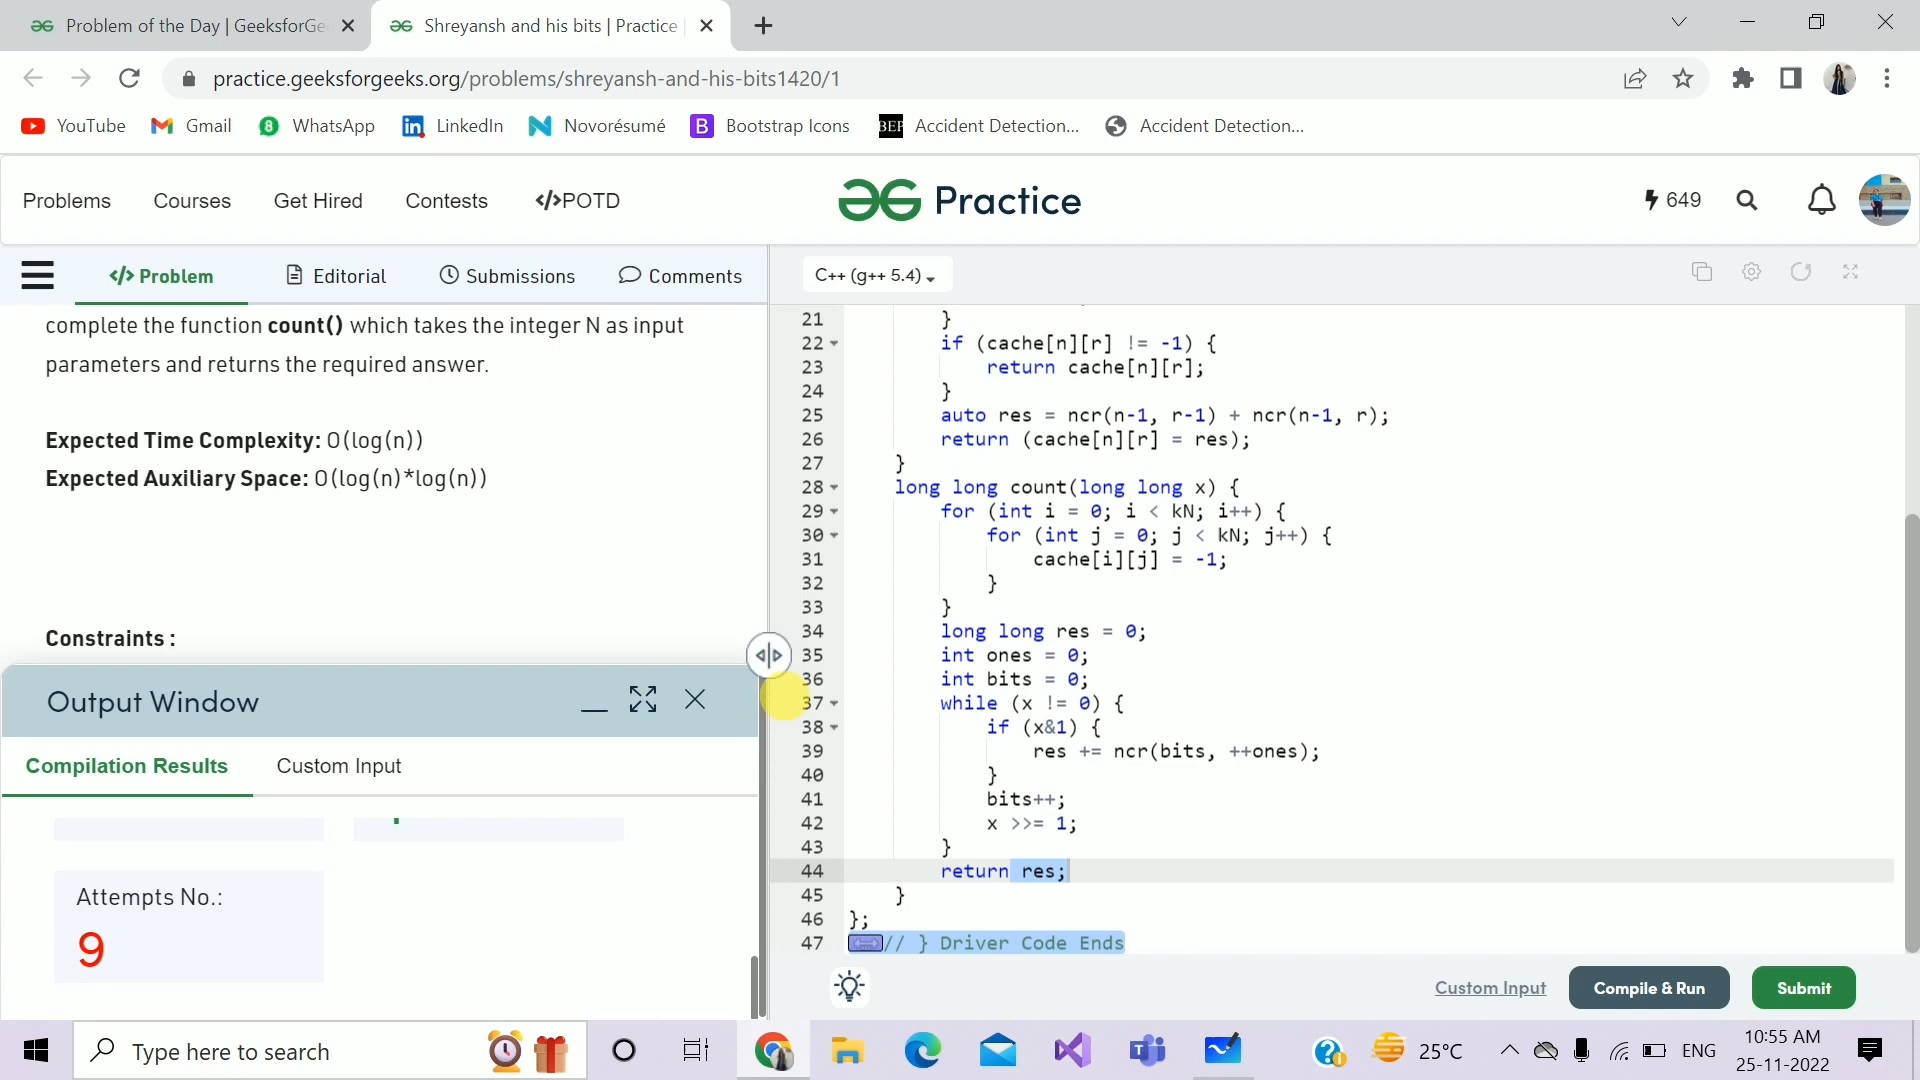 Problem of the Day | GeeksforGe
Shreyansh and his bits | Practice |
practice.geeksforgeeks.org/problems/shreyansh-and-his-bits1420/1
YouTube Gmail 8 WhatsApp in LinkedIn Novorésumé B Bootstrap Icons BEP Accident Detection... Accident Detection...
Problems Courses Get Hired Contests </>POTD Practice 649
</> Problem Editorial Submissions Comments C++ (g++ 5.4)
complete the function count() which takes the integer N as input
parameters and returns the required answer.
Expected Time Complexity: O(log(n))
Expected Auxiliary Space: O(log(n)*log(n))
Constraints :
Output Window
Compilation Results Custom Input
Attempts No.:
9
21 }
22 if (cache[n][r] != -1) {
23 return cache[n][r];
24 }
25 auto res = ncr(n-1, r-1) + ncr(n-1, r);
26 return (cache[n][r] = res);
27 }
28 long long count(long long x) {
29 for (int i = 0; i < kN; i++) {
30 for (int j = 0; j < kN; j++) {
31 cache[i][j] = -1;
32 }
33 }
34 long long res = 0;
35 int ones = 0;
36 int bits = 0;
37 while (x != 0) {
38 if (x&1) {
39 res += ncr(bits, ++ones);
40 }
41 bits++;
42 x >>= 1;
43 }
44 return res;
45 }
46 };
47 // } Driver Code Ends
Custom Input Compile & Run Submit
Type here to search
25°C ENG 10:55 AM
25-11-2022